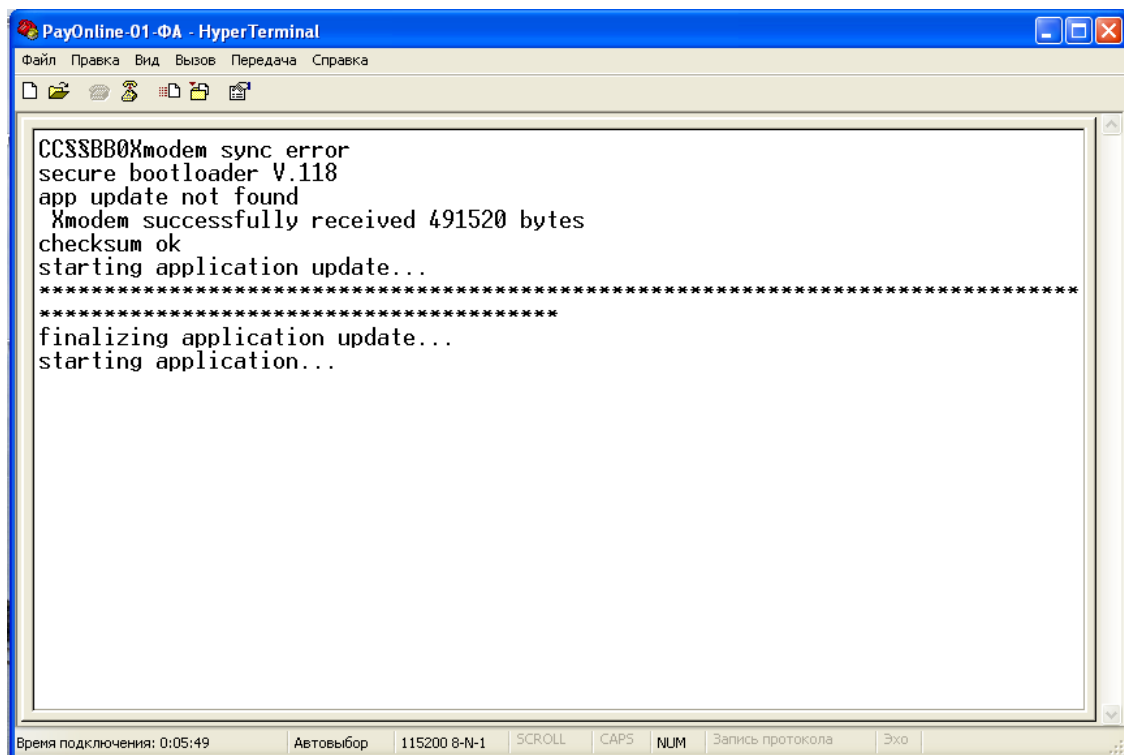 PayOnline-01-ФА - HyperTerminal
Файл Правка Вид Вызов Передача Справка
CC§§BB0Xmodem sync error
secure bootloader V.118
app update not found
Xmodem successfully received 491520 bytes
checksum ok
starting application update...
********************************************************************************
****************************************
finalizing application update...
starting application...
Время подключения: 0:05:49 Автовыбор 115200 8-N-1 SCROLL CAPS NUM Запись протокола Эхо